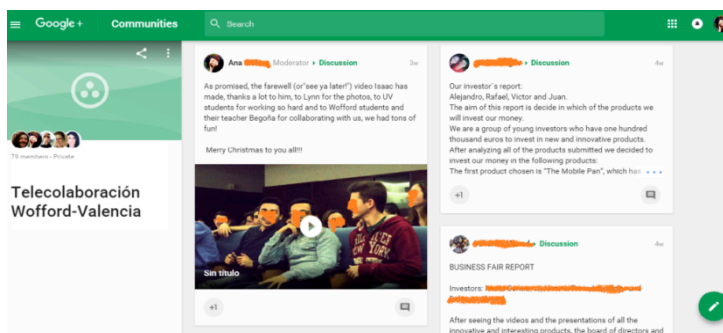 Google+
Communities
Search
79 members - Private
Telecolaboración
Wofford-Valencia
Ana
Moderator › Discussion
3w
As promised, the farewell (or"see ya later!") video Isaac has
made, thanks a lot to him, to Lynn for the photos, to UV
students for working so hard and to Wofford students and
their teacher Begoña for collaborating with us, we had tons of
fun!
Merry Christmas to you all!!!
NEW YORK
Sin título
+1
› Discussion
4w
Our investor´s report:
Alejandro, Rafael, Victor and Juan.
The aim of this report is decide in which of the products we
will invest our money.
We are a group of young investors who have one hundred
thousand euros to invest in new and innovative products.
After analyzing all of the products submitted we decided to
invest our money in the following products:
The first product chosen is "The Mobile Pan", which has
+1
› Discussion
4w
BUSINESS FAIR REPORT
Investors:
After seeing the videos and the presentations of all the
innovative and interesting products, the board of directors and